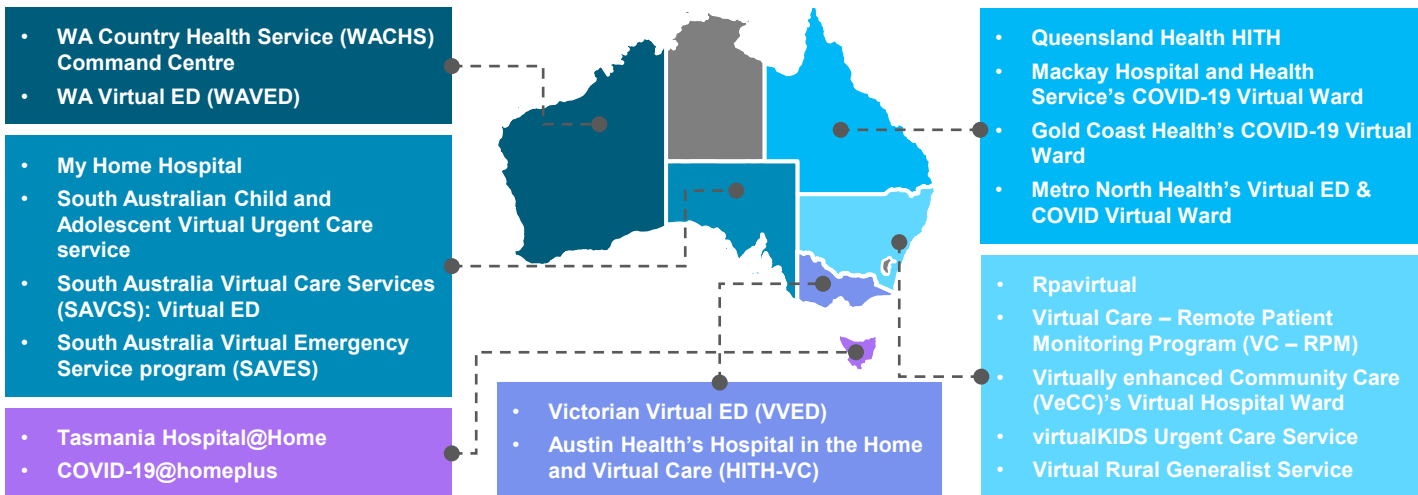 • WA Country Health Service (WACHS)
Command Centre
• WA Virtual ED (WAVED)
• My Home Hospital
• South Australian Child and
Adolescent Virtual Urgent Care
service
• South Australia Virtual Care Services
(SAVCS): Virtual ED
• South Australia Virtual Emergency
Service program (SAVES)
• Tasmania Hospital@Home
• COVID-19@homeplus
• Victorian Virtual ED (VVED)
• Austin Health's Hospital in the Home
and Virtual Care (HITH-VC)
• Queensland Health HITH
• Mackay Hospital and Health
Service's COVID-19 Virtual Ward
• Gold Coast Health's COVID-19 Virtual
Ward
• Metro North Health's Virtual ED &
COVID Virtual Ward
• Rpavirtual
• Virtual Care – Remote Patient
Monitoring Program (VC – RPM)
• Virtually enhanced Community Care
(VeCC)'s Virtual Hospital Ward
• virtualKIDS Urgent Care Service
• Virtual Rural Generalist Service